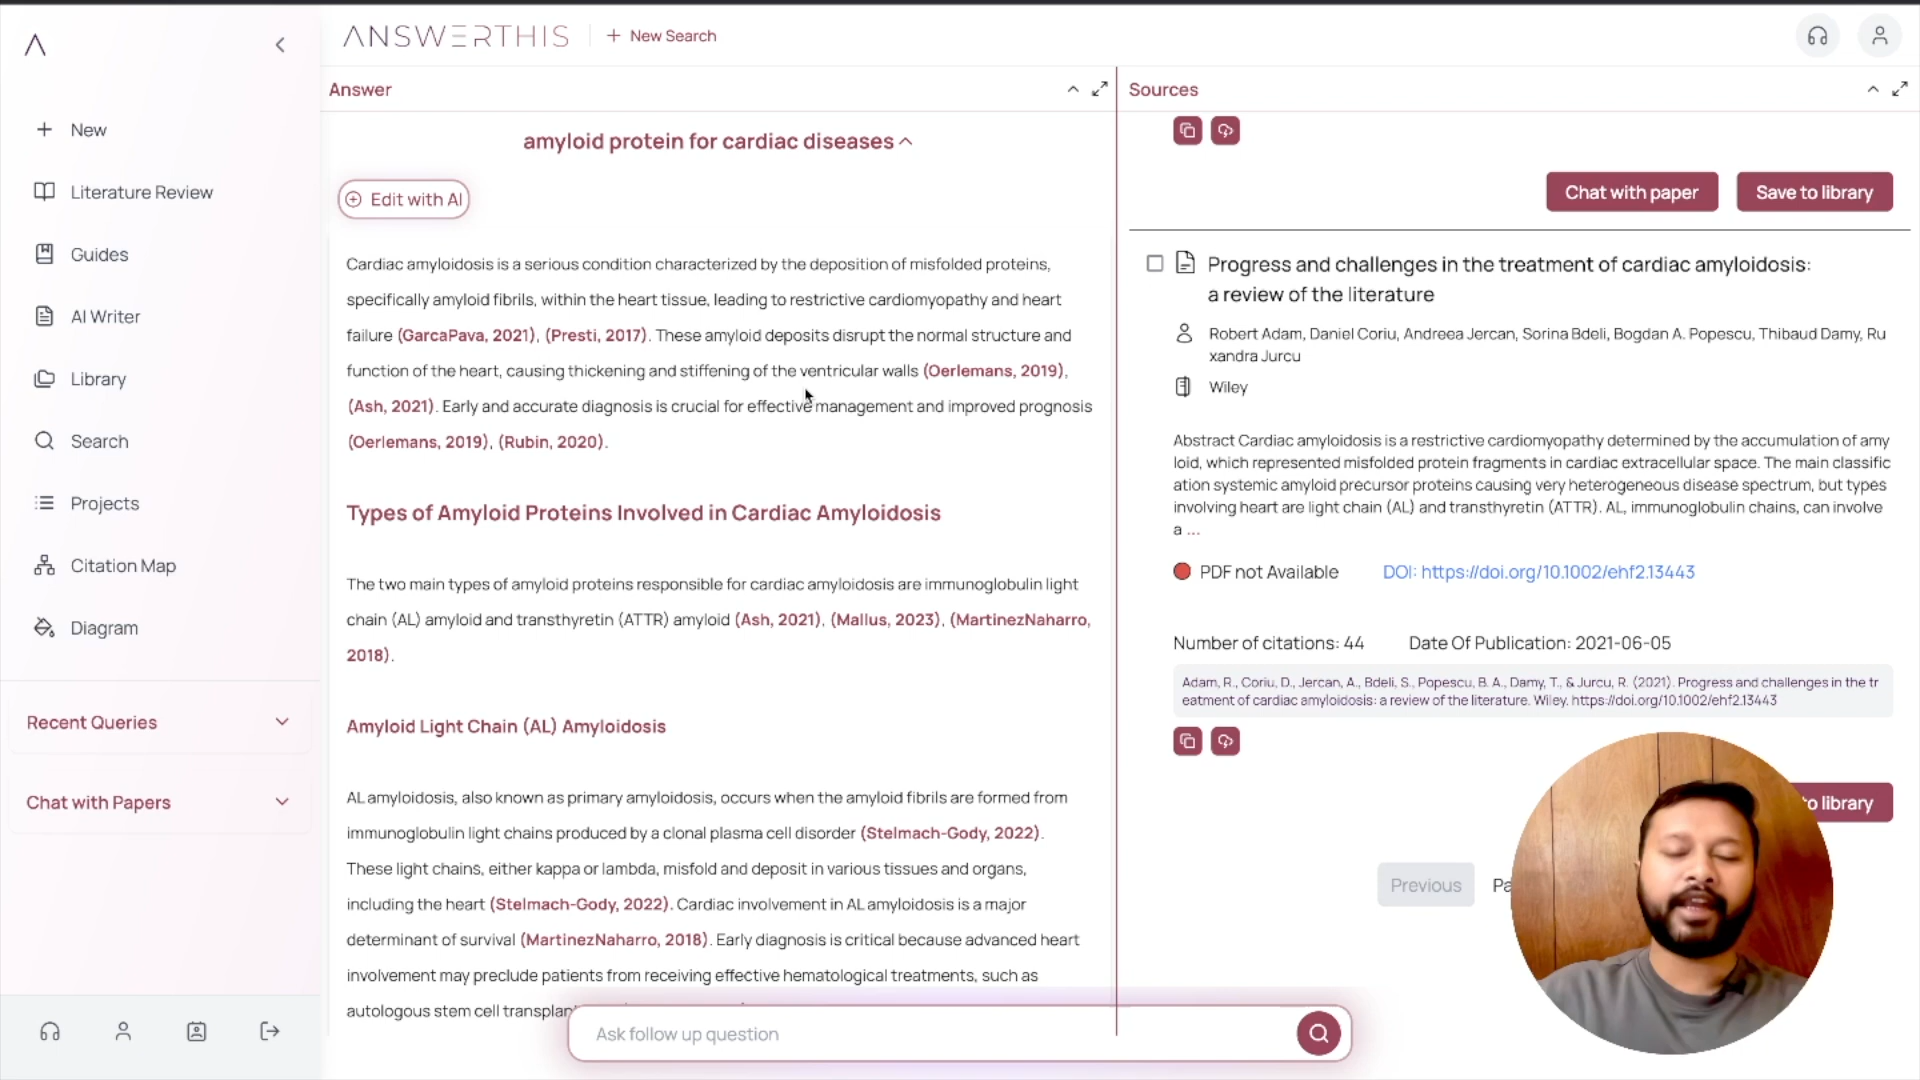 ANSWERTHIS
+ New Search
New
Literature Review
Guides
AI Writer
Library
Search
Projects
Citation Map
Diagram
Recent Queries
Chat with Papers
Answer
amyloid protein for cardiac diseases
Edit with AI
Cardiac amyloidosis is a serious condition characterized by the deposition of misfolded proteins,
specifically amyloid fibrils, within the heart tissue, leading to restrictive cardiomyopathy and heart
failure (GarcaPava, 2021), (Presti, 2017). These amyloid deposits disrupt the normal structure and
function of the heart, causing thickening and stiffening of the ventricular walls (Oerlemans, 2019),
(Ash, 2021). Early and accurate diagnosis is crucial for effective management and improved prognosis
(Oerlemans, 2019), (Rubin, 2020).
Types of Amyloid Proteins Involved in Cardiac Amyloidosis
The two main types of amyloid proteins responsible for cardiac amyloidosis are immunoglobulin light
chain (AL) amyloid and transthyretin (ATTR) amyloid (Ash, 2021), (Mallus, 2023), (MartinezNaharro,
2018).
Amyloid Light Chain (AL) Amyloidosis
AL amyloidosis, also known as primary amyloidosis, occurs when the amyloid fibrils are formed from
immunoglobulin light chains produced by a clonal plasma cell disorder (Stelmach-Gody, 2022).
These light chains, either kappa or lambda, misfold and deposit in various tissues and organs,
including the heart (Stelmach-Gody, 2022). Cardiac involvement in AL amyloidosis is a major
determinant of survival (MartinezNaharro, 2018). Early diagnosis is critical because advanced heart
involvement may preclude patients from receiving effective hematological treatments, such as
autologous stem cell transplan
Ask follow up question
Sources
Chat with paper
Save to library
Progress and challenges in the treatment of cardiac amyloidosis:
a review of the literature
Robert Adam, Daniel Coriu, Andreea Jercan, Sorina Bdeli, Bogdan A. Popescu, Thibaud Damy, Ru
xandra Jurcu
Wiley
Abstract Cardiac amyloidosis is a restrictive cardiomyopathy determined by the accumulation of amy
loid, which represented misfolded protein fragments in cardiac extracellular space. The main classific
ation systemic amyloid precursor proteins causing very heterogeneous disease spectrum, but types
involving heart are light chain (AL) and transthyretin (ATTR). AL, immunoglobulin chains, can involve
a ...
PDF not Available
DOI: https://doi.org/10.1002/ehf2.13443
Number of citations: 44
Date Of Publication: 2021-06-05
Adam, R., Coriu, D., Jercan, A., Bdeli, S., Popescu, B. A., Damy, T., & Jurcu, R. (2021). Progress and challenges in the tr
eatment of cardiac amyloidosis: a review of the literature. Wiley. https://doi.org/10.1002/ehf2.13443
to library
Previous
Pa